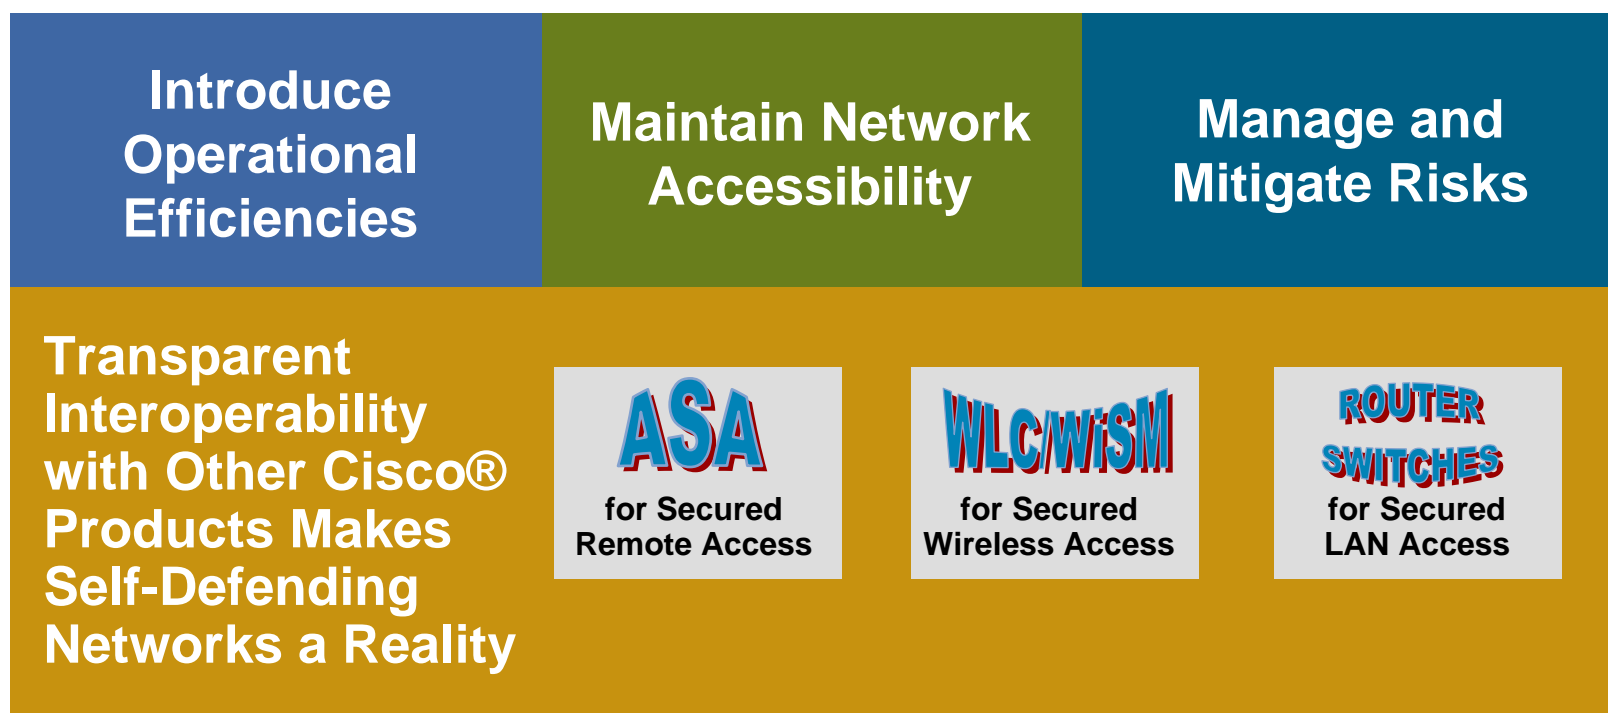 Introduce
Operational
Efficiencies
Maintain Network
Accessibility
Manage and
Mitigate Risks
Transparent
Interoperability
with Other Cisco®
Products Makes
Self-Defending
Networks a Reality
ASA
for Secured
Remote Access
WLC/WiSM
for Secured
Wireless Access
ROUTER
SWITCHES
for Secured
LAN Access